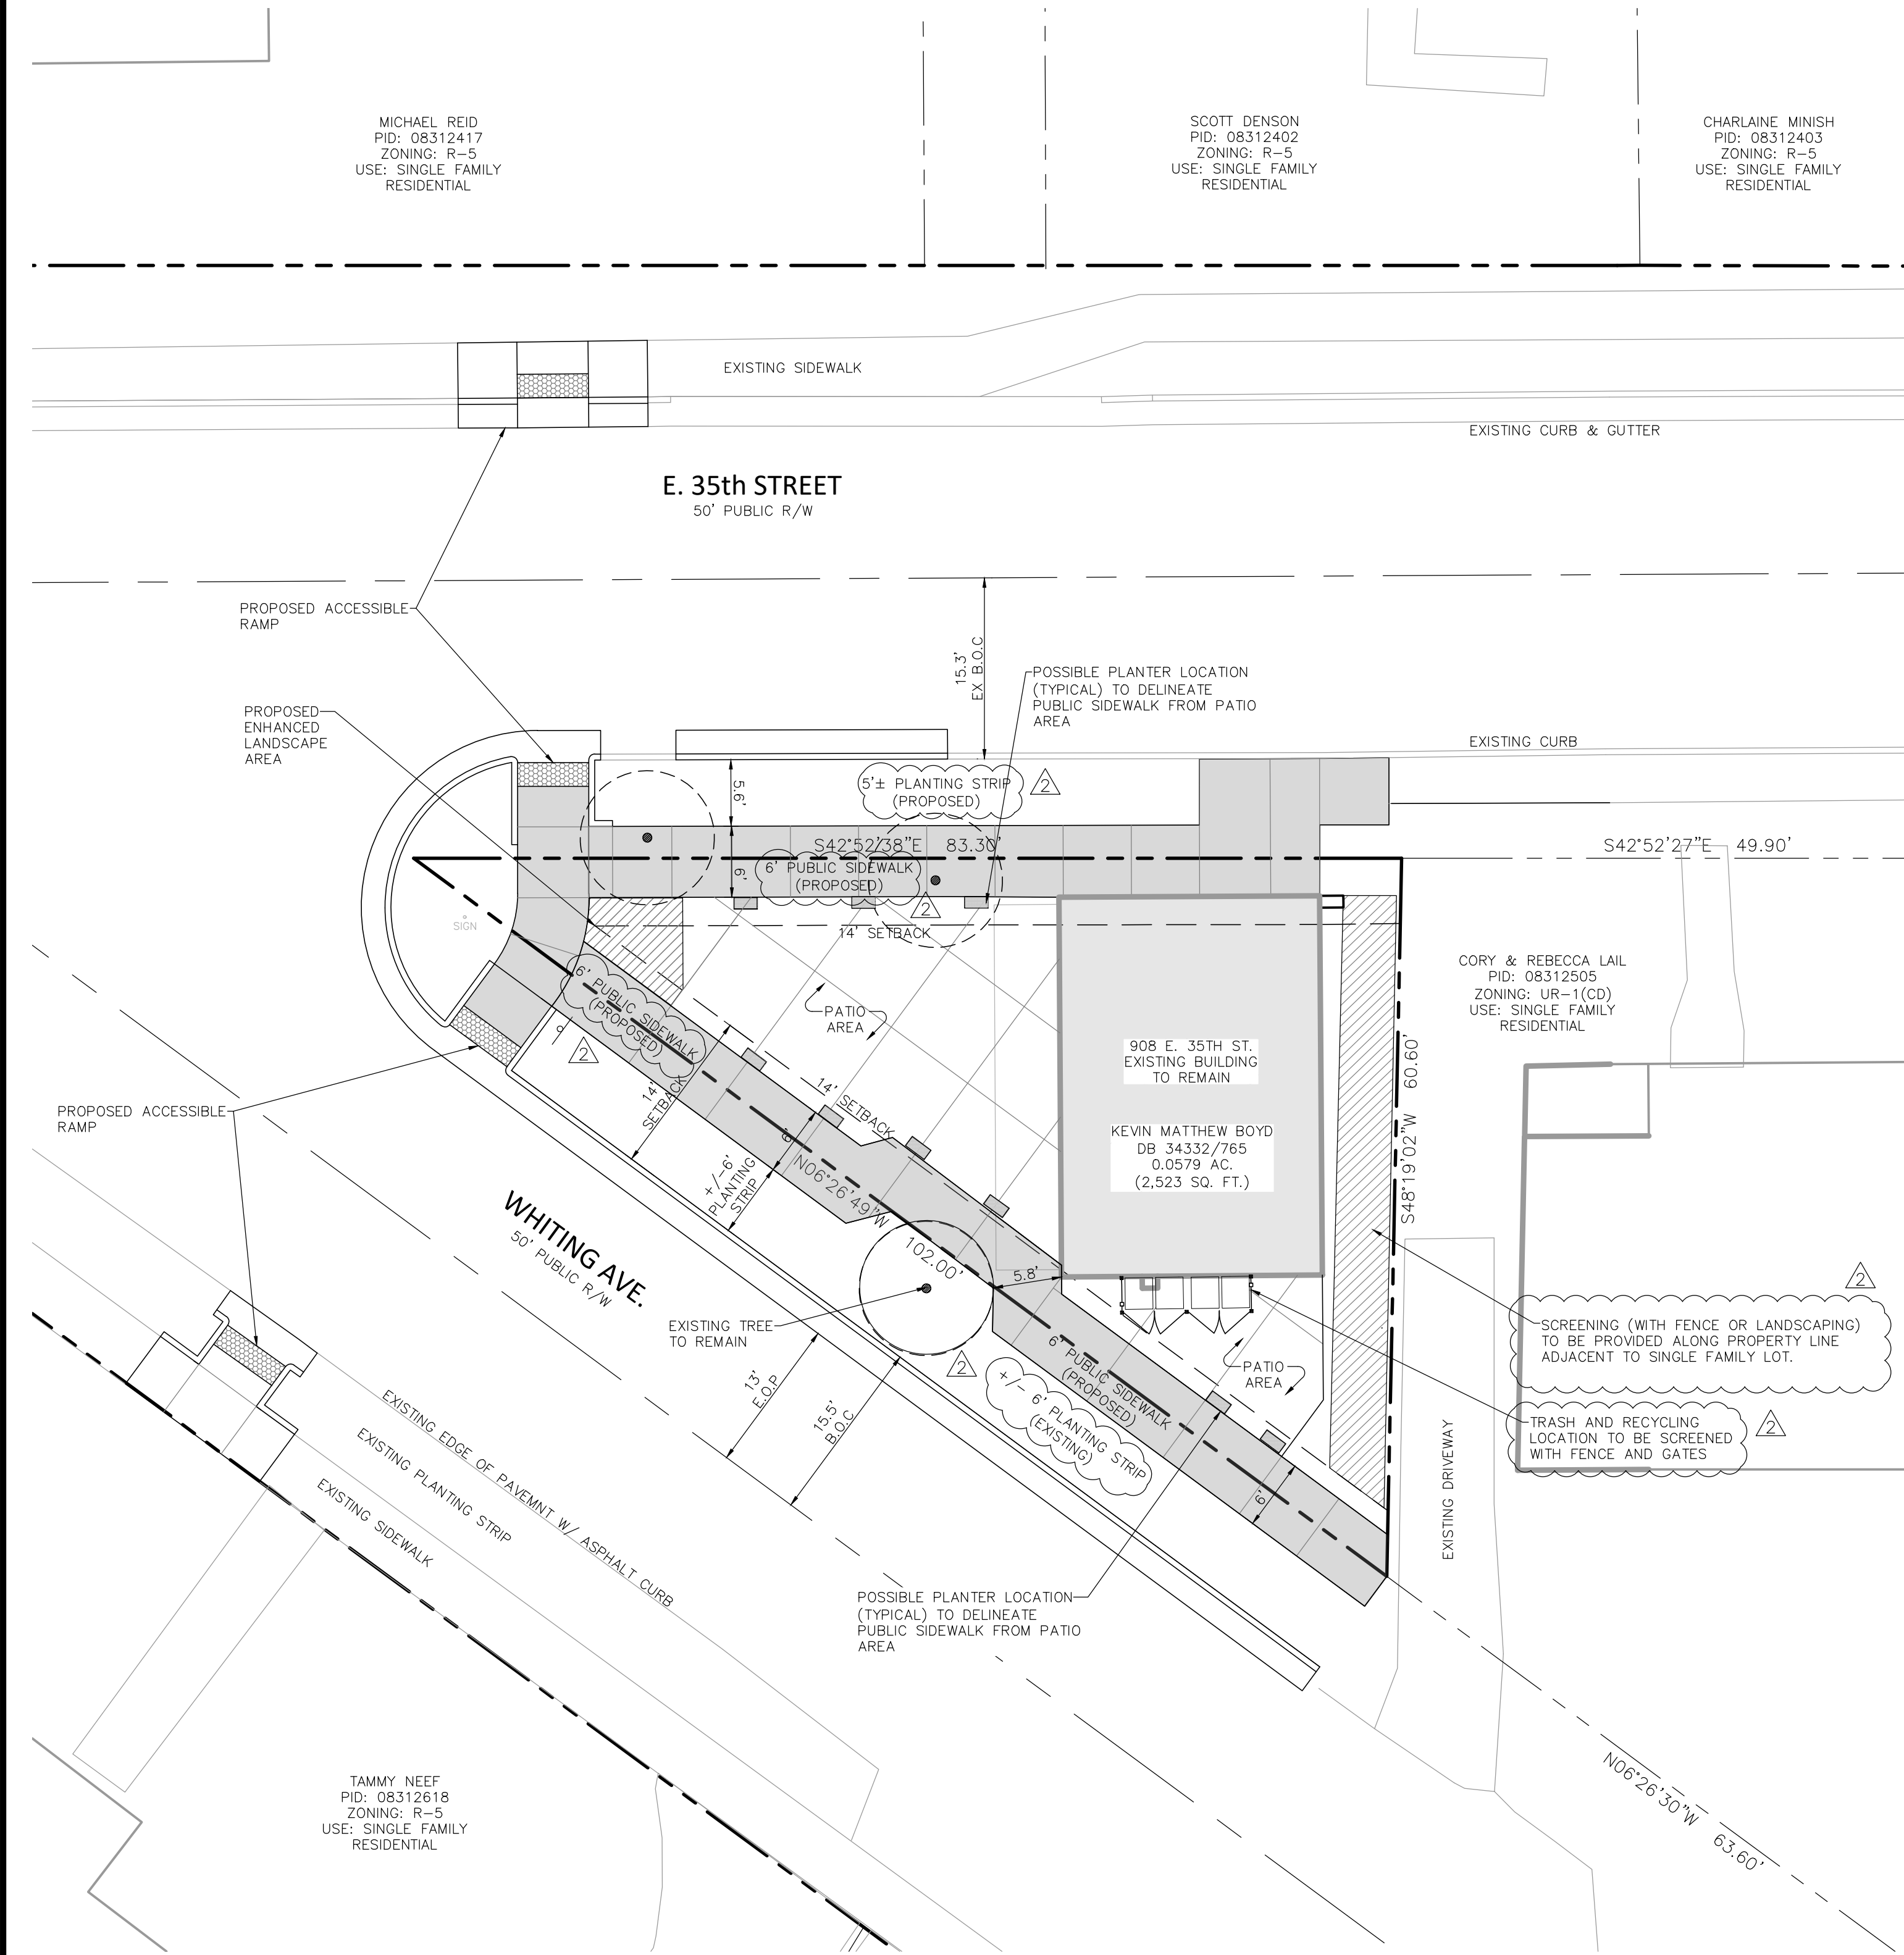 MICHAEL REID
PID: 08312417
ZONING: R-5
USE: SINGLE FAMILY
RESIDENTIAL
SCOTT DENSON
PID: 08312402
ZONING: R-5
USE: SINGLE FAMILY
RESIDENTIAL
CHARLAINE MINISH
PID: 08312403
ZONING: R-5
USE: SINGLE FAMILY
RESIDENTIAL
EXISTING SIDEWALK
EXISTING CURB & GUTTER
E. 35th STREET
50' PUBLIC R/W
PROPOSED ACCESSIBLE
RAMP
15.3'
EX B.O.C
POSSIBLE PLANTER LOCATION
(TYPICAL) TO DELINEATE
PUBLIC SIDEWALK FROM PATIO
AREA
PROPOSED
ENHANCED
LANDSCAPE
AREA
EXISTING CURB
5.6'
5'± PLANTING STRIP
(PROPOSED)
2
S42°52'38"E 83.30'
S42°52'27"E 49.90'
6'
6' PUBLIC SIDEWALK
(PROPOSED)
2
SIGN
14' SETBACK
6' PUBLIC SIDEWALK
(PROPOSED)
2
PATIO
AREA
CORY & REBECCA LAIL
PID: 08312505
ZONING: UR-1(CD)
USE: SINGLE FAMILY
RESIDENTIAL
908 E. 35TH ST.
EXISTING BUILDING
TO REMAIN
KEVIN MATTHEW BOYD
DB 34332/765
0.0579 AC.
(2,523 SQ. FT.)
S48°19'02"W 60.60'
PROPOSED ACCESSIBLE
RAMP
14'
SETBACK
14'
SETBACK
6'
+/-6'
PLANTING
STRIP
N06°26'49"W
102.00'
WHITING AVE.
50' PUBLIC R/W
5.8'
EXISTING TREE
TO REMAIN
2
13'
E.O.P
15.5'
B.O.C
+/- 6' PLANTING STRIP
(EXISTING)
6' PUBLIC SIDEWALK
(PROPOSED)
PATIO
AREA
2
SCREENING (WITH FENCE OR LANDSCAPING)
TO BE PROVIDED ALONG PROPERTY LINE
ADJACENT TO SINGLE FAMILY LOT.
TRASH AND RECYCLING
LOCATION TO BE SCREENED
WITH FENCE AND GATES
2
6'
EXISTING DRIVEWAY
EXISTING EDGE OF PAVEMNT W/ ASPHALT CURB
EXISTING PLANTING STRIP
EXISTING SIDEWALK
POSSIBLE PLANTER LOCATION
(TYPICAL) TO DELINEATE
PUBLIC SIDEWALK FROM PATIO
AREA
N06°26'30"W 63.60'
TAMMY NEEF
PID: 08312618
ZONING: R-5
USE: SINGLE FAMILY
RESIDENTIAL